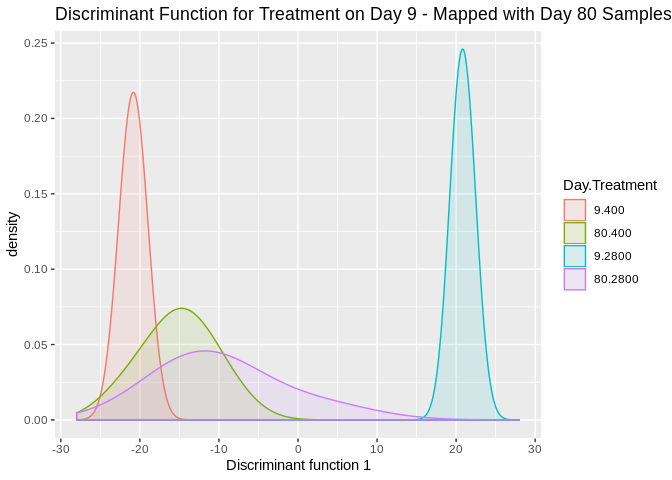 Discriminant Function for Treatment on Day 9 - Mapped with Day 80 Samples
0.25
0.20
0.15
0.10
0.05
0.00
density
-30 -20 -10 0 10 20 30
Discriminant function 1
Day.Treatment
9.400
80.400
9.2800
80.2800